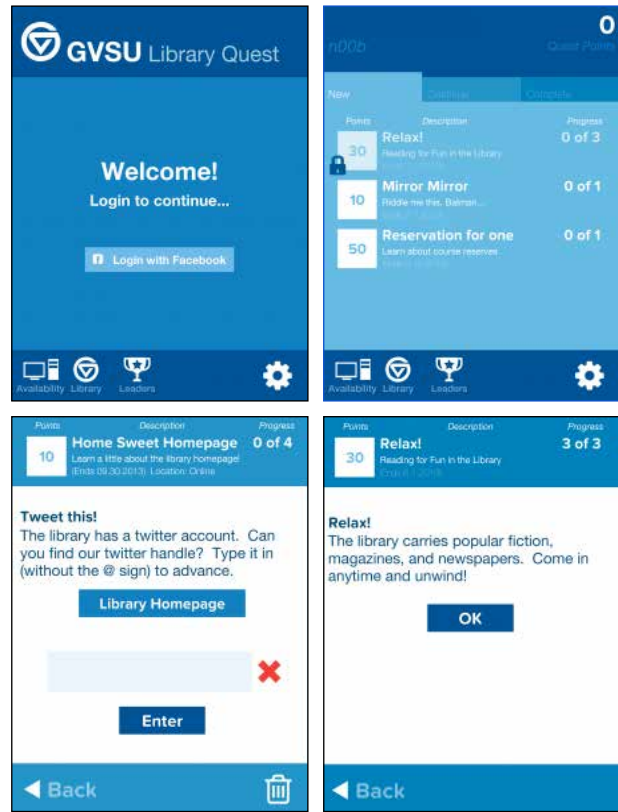 GVSU Library Quest
Welcome!
Login to continue...
Login with Facebook
Availability Library Leaders
0
n00b Quest Points
New Continue Complete
Points Description Progress
30 Relax! 0 of 3
Reading for Fun in the Library
10 Mirror Mirror 0 of 1
Riddle me this, Batman...
50 Reservation for one 0 of 1
Learn about course reserves
Availability Library Leaders
Points Description Progress
10 Home Sweet Homepage 0 of 4
Learn a little about the library homepage!
(Ends 09.30.2013) Location: Online
Tweet this!
The library has a twitter account. Can
you find our twitter handle? Type it in
(without the @ sign) to advance.
Library Homepage
Enter
Back
Points Description Progress
30 Relax! 3 of 3
Reading for Fun in the Library
Relax!
The library carries popular fiction,
magazines, and newspapers. Come in
anytime and unwind!
OK
Back